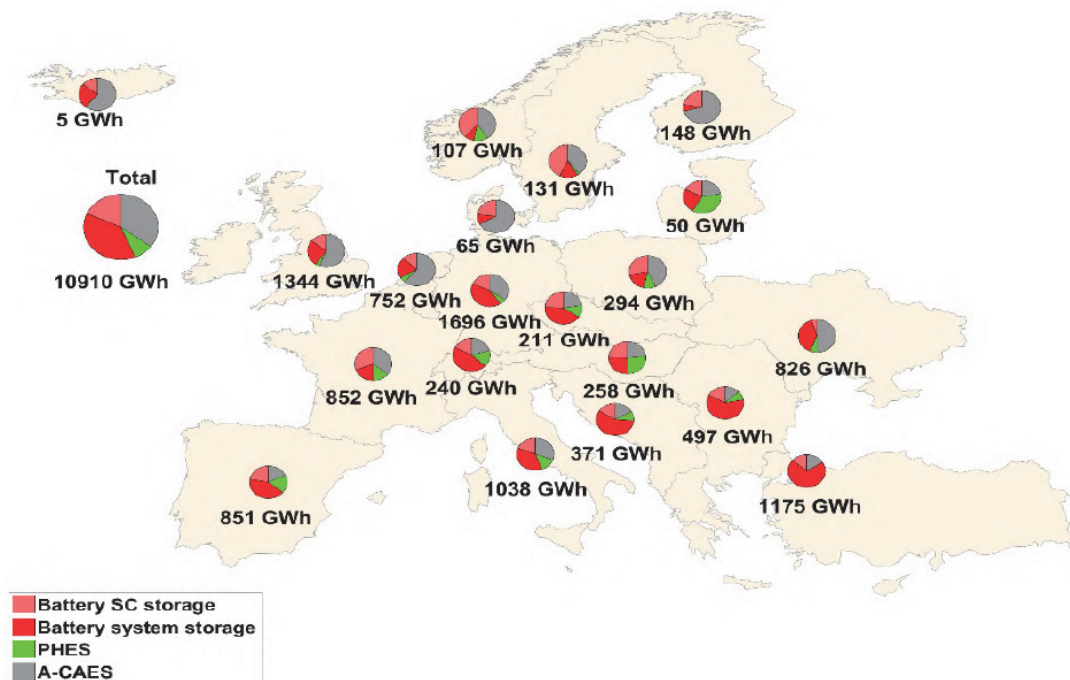 5 GWh
107 GWh
148 GWh
131 GWh
Total
50 GWh
65 GWh
10910 GWh
1344 GWh
752 GWh
294 GWh
1696 GWh
211 GWh
826 GWh
852 GWh
240 GWh
258 GWh
497 GWh
371 GWh
1038 GWh
1175 GWh
851 GWh
Battery SC storage
Battery system storage
PHES
A-CAES